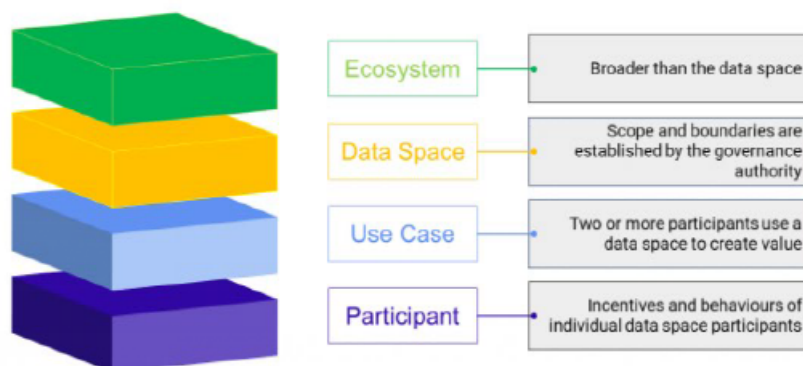 Ecosystem
Broader than the data space
Data Space
Scope and boundaries are
established by the governance
authority
Use Case
Two or more participants use a
data space to create value
Participant
Incentives and behaviours of
individual data space participants